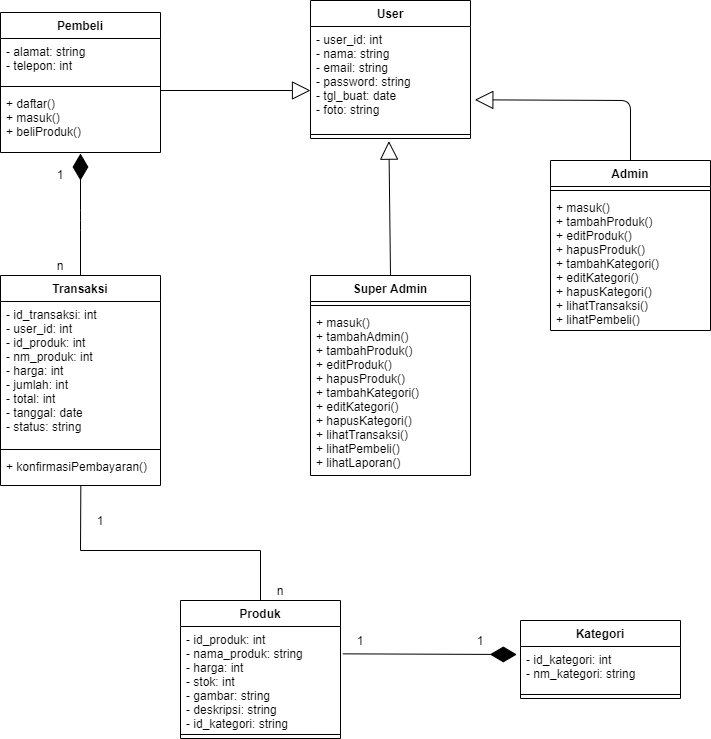 Pembeli
- alamat: string
- telepon: int
+ daftar()
+ masuk()
+ beliProduk()
User
- user_id: int
- nama: string
- email: string
- password: string
- tgl_buat: date
- foto: string
Admin
+ masuk()
+ tambahProduk()
+ editProduk()
+ hapusProduk()
+ tambahKategori()
+ editKategori()
+ hapusKategori()
+ lihatTransaksi()
+ lihatPembeli()
1
n
Transaksi
- id_transaksi: int
- user_id: int
- id_produk: int
- nm_produk: int
- harga: int
- jumlah: int
- total: int
- tanggal: date
- status: string
+ konfirmasiPembayaran()
Super Admin
+ masuk()
+ tambahAdmin()
+ tambahProduk()
+ editProduk()
+ hapusProduk()
+ tambahKategori()
+ editKategori()
+ hapusKategori()
+ lihatTransaksi()
+ lihatPembeli()
+ lihatLaporan()
1
n
Produk
- id_produk: int
- nama_produk: string
- harga: int
- stok: int
- gambar: string
- deskripsi: string
- id_kategori: string
1
1
Kategori
- id_kategori: int
- nm_kategori: string